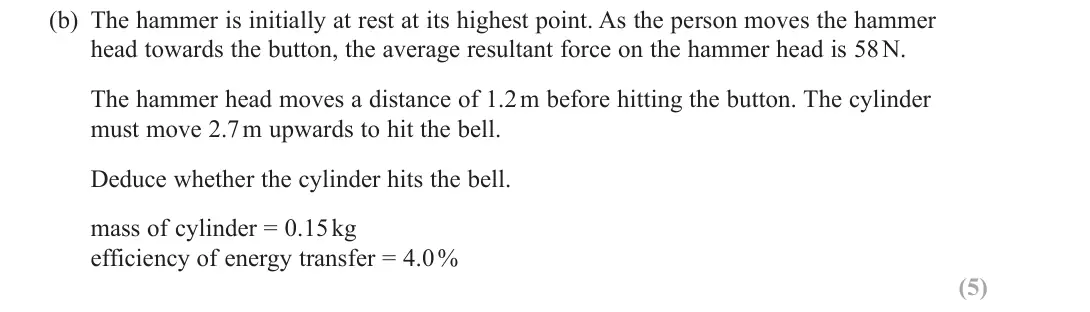 (b) The hammer is initially at rest at its highest point. As the person moves the hammer
head towards the button, the average resultant force on the hammer head is 58 N.
The hammer head moves a distance of 1.2 m before hitting the button. The cylinder
must move 2.7 m upwards to hit the bell.
Deduce whether the cylinder hits the bell.
mass of cylinder = 0.15 kg
efficiency of energy transfer = 4.0%
(5)